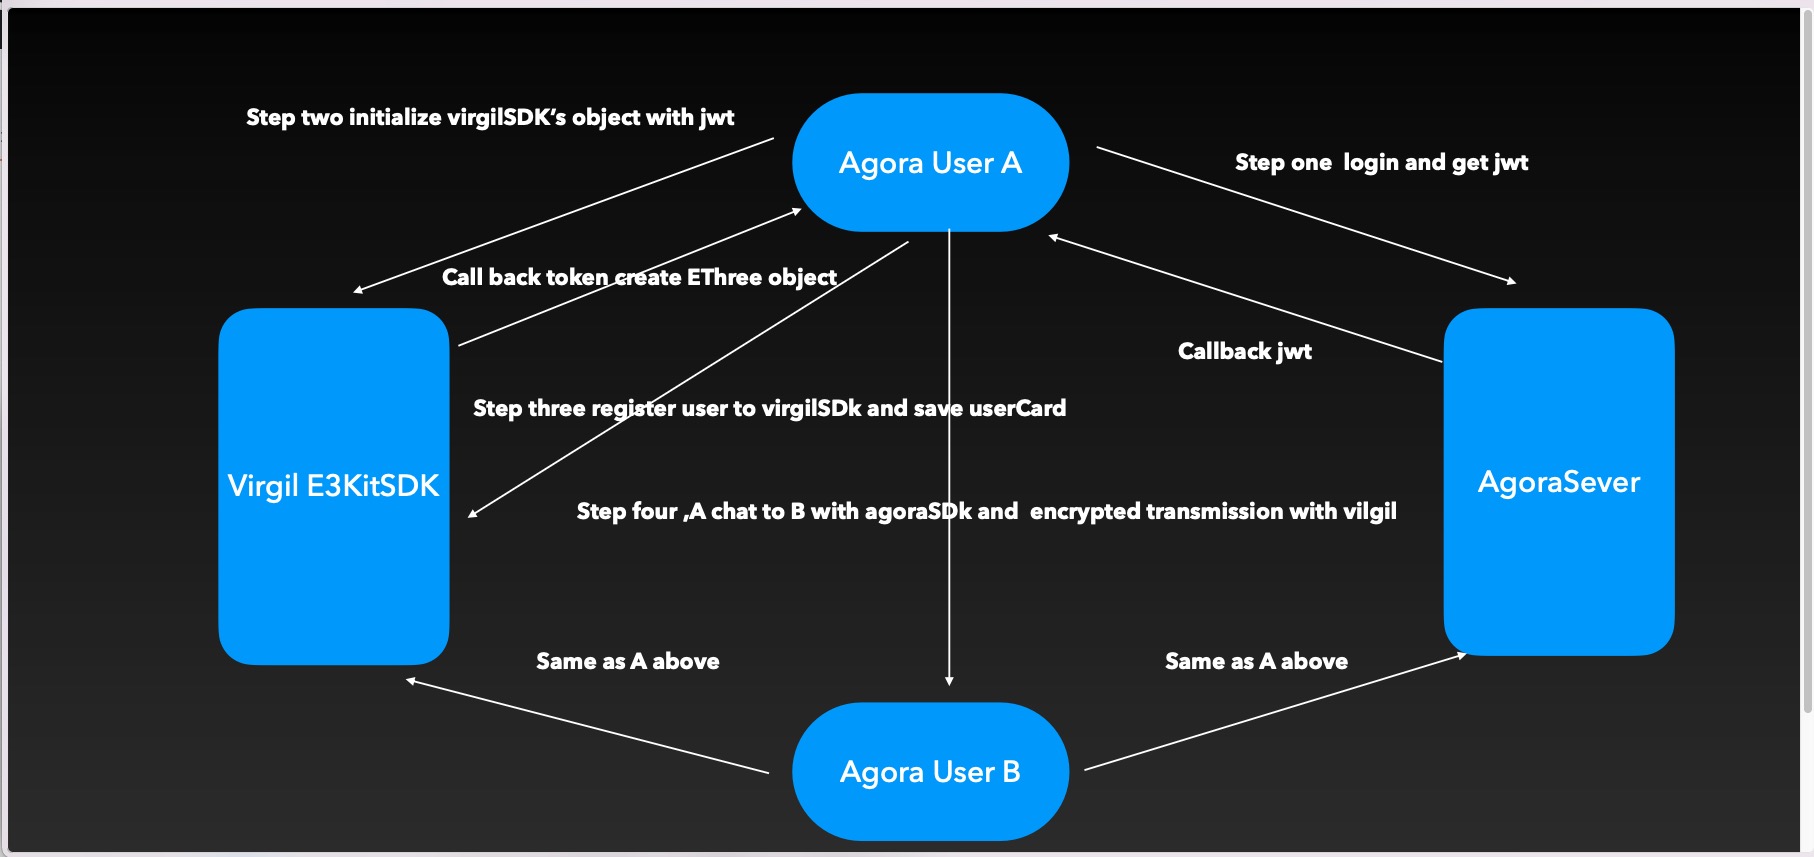 Step two initialize virgilSDK’s object with jwt
Agora User A
Step one  login and get jwt
Call back token create EThree object
Callback jwt
Step three register user to virgilSDk and save userCard
Virgil E3KitSDK
AgoraSever
Step four ,A chat to B with agoraSDk and  encrypted transmission with vilgil
Same as A above
Same as A above
Agora User B